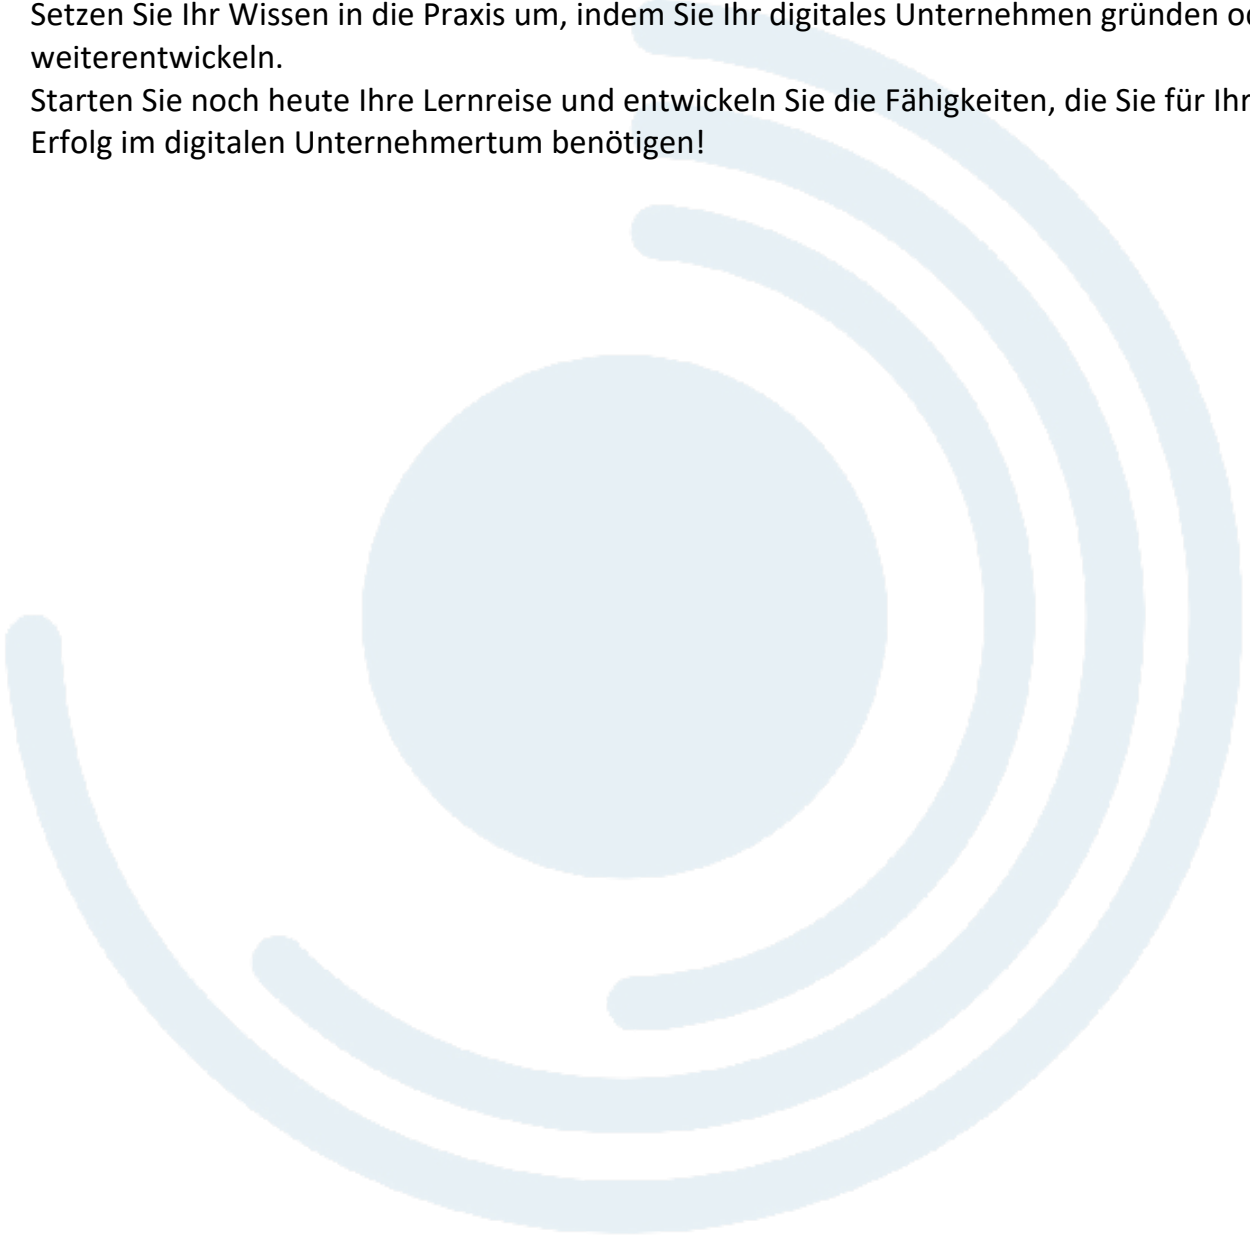 Setzen Sie Ihr Wissen in die Praxis um, indem Sie Ihr digitales Unternehmen gründen
weiterentwickeln.
Starten Sie noch heute Ihre Lernreise und entwickeln Sie die Fähigkeiten, die Sie für Ihr
Erfolg im digitalen Unternehmertum benötigen!